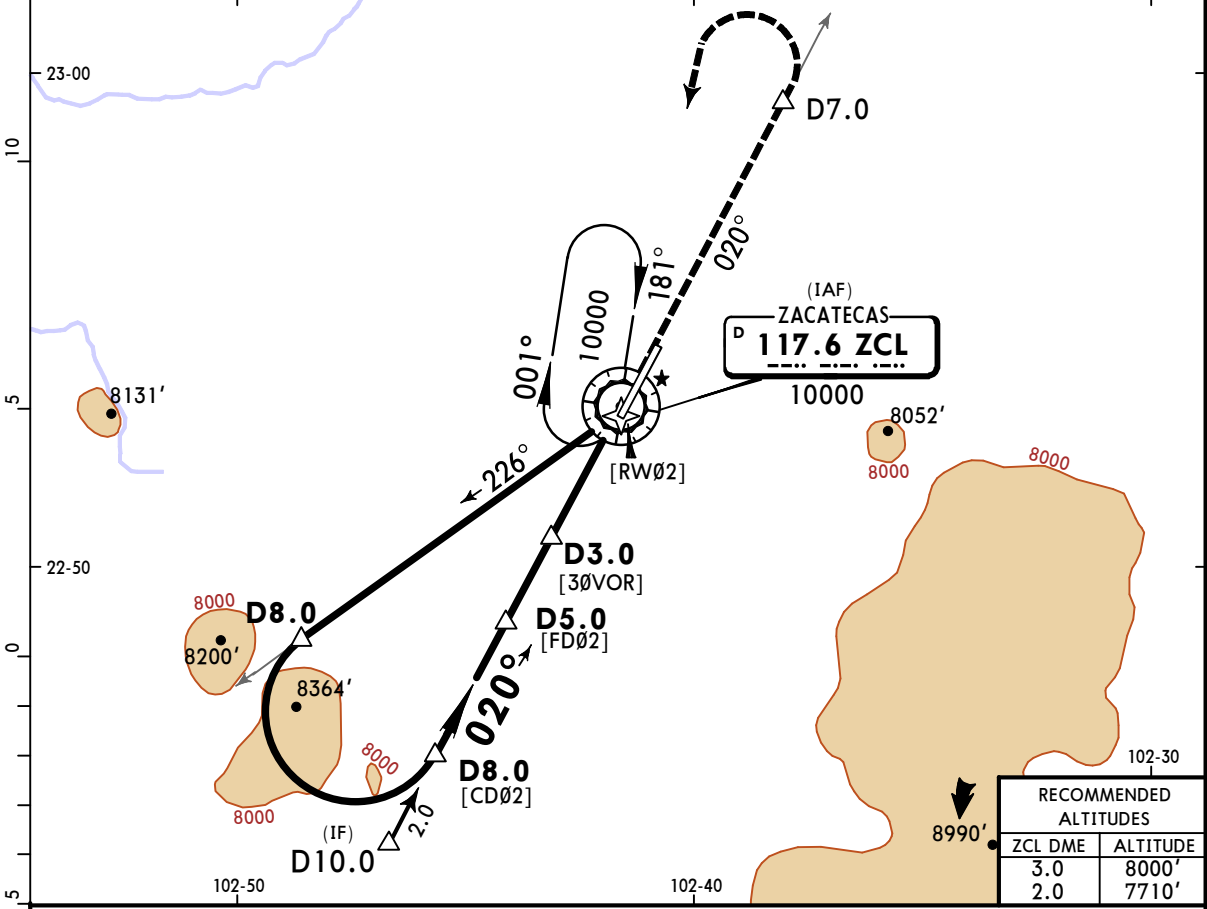 23-00
D7.0
10
020°
181°
10000
001°
(IAF)
ZACATECAS
D 117.6 ZCL
10000
8131'
5
8052'
8000
8000
[RWØ2]
226°
D3.0
[3ØVOR]
22-50
8000
D8.0
D5.0
[FDØ2]
0
8200'
8364'
020°
8000
D8.0
[CDØ2]
102-30
8000
2.0
(IF)
D10.0
8990'
RECOMMENDED
ALTITUDES
ZCL DME ALTITUDE
3.0 8000'
2.0 7710'
102-50
102-40
5